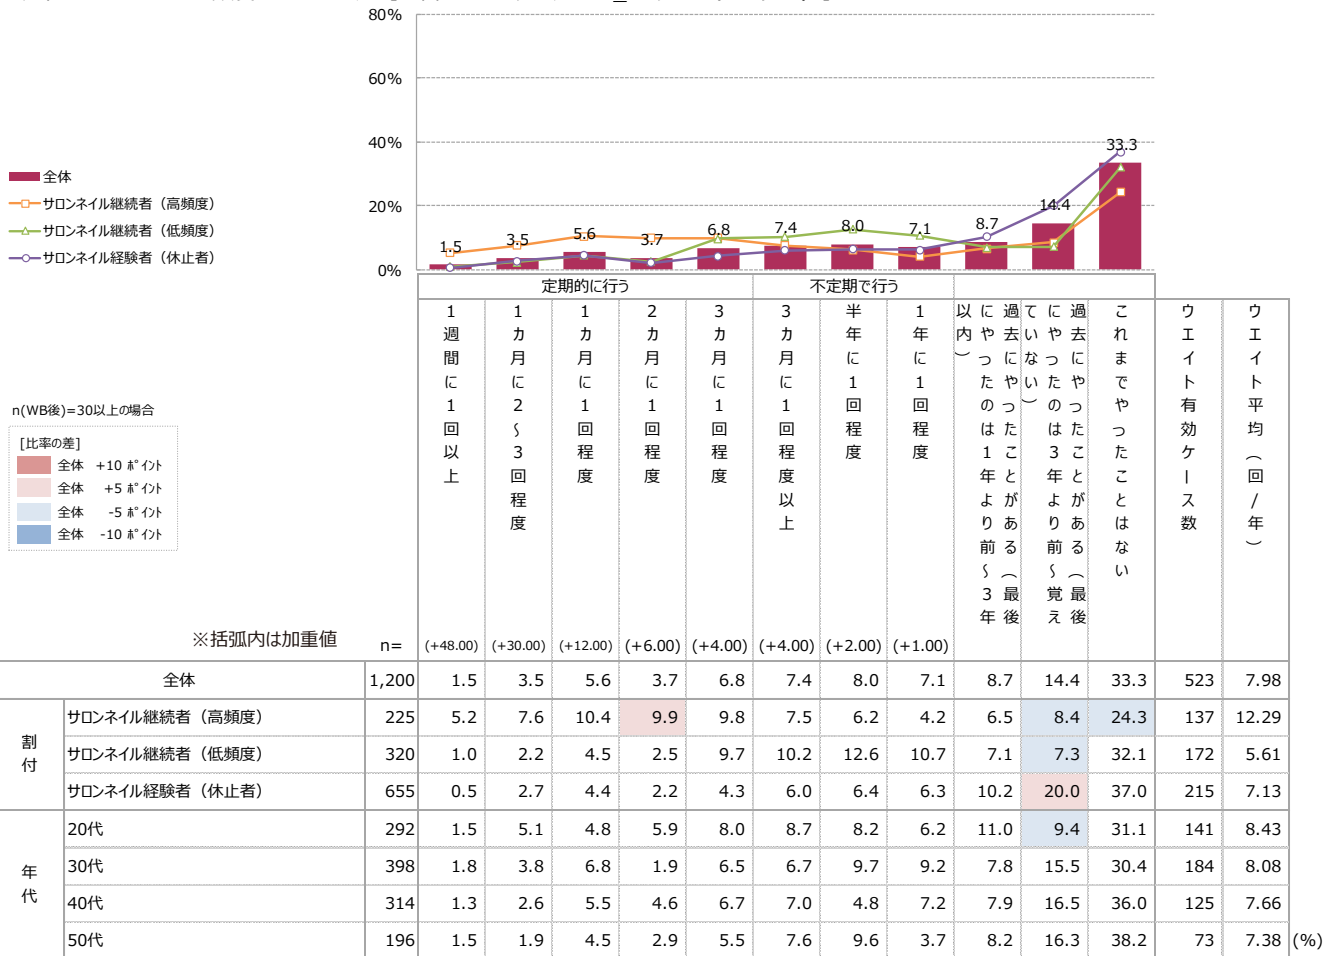 80%
60%
40%
20%
0%
全体
サロンネイル継続者（高頻度）
サロンネイル継続者（低頻度）
サロンネイル経験者（休止者）
1.5
3.5
5.6
3.7
6.8
7.4
8.0
7.1
8.7
14.4
33.3
n(WB後)=30以上の場合
[比率の差]
全体 +10 ﾎﾟｲﾝﾄ
全体 +5 ﾎﾟｲﾝﾄ
全体 -5 ﾎﾟｲﾝﾄ
全体 -10 ﾎﾟｲﾝﾄ
定期的に行う
不定期で行う
1週間に1回以上
1カ月に2～3回程度
1カ月に1回程度
2カ月に1回程度
3カ月に1回程度
3カ月に1回程度以上
半年に1回程度
1年に1回程度
過去にやったことがある（最後
にやったのは1年より前～3年
以内）
過去にやったことがある（最後
にやったのは3年より前～覚え
ていない）
これまでやったことはない
ウエイト有効ケース数
ウエイト平均（回/年）
※括弧内は加重値 n= (+48.00) (+30.00) (+12.00) (+6.00) (+4.00) (+4.00) (+2.00) (+1.00)
全体 1,200 1.5 3.5 5.6 3.7 6.8 7.4 8.0 7.1 8.7 14.4 33.3 523 7.98
割付
サロンネイル継続者（高頻度） 225 5.2 7.6 10.4 9.9 9.8 7.5 6.2 4.2 6.5 8.4 24.3 137 12.29
サロンネイル継続者（低頻度） 320 1.0 2.2 4.5 2.5 9.7 10.2 12.6 10.7 7.1 7.3 32.1 172 5.61
サロンネイル経験者（休止者） 655 0.5 2.7 4.4 2.2 4.3 6.0 6.4 6.3 10.2 20.0 37.0 215 7.13
年代
20代 292 1.5 5.1 4.8 5.9 8.0 8.7 8.2 6.2 11.0 9.4 31.1 141 8.43
30代 398 1.8 3.8 6.8 1.9 6.5 6.7 9.7 9.2 7.8 15.5 30.4 184 8.08
40代 314 1.3 2.6 5.5 4.6 6.7 7.0 4.8 7.2 7.9 16.5 36.0 125 7.66
50代 196 1.5 1.9 4.5 2.9 5.5 7.6 9.6 3.7 8.2 16.3 38.2 73 7.38 (%)